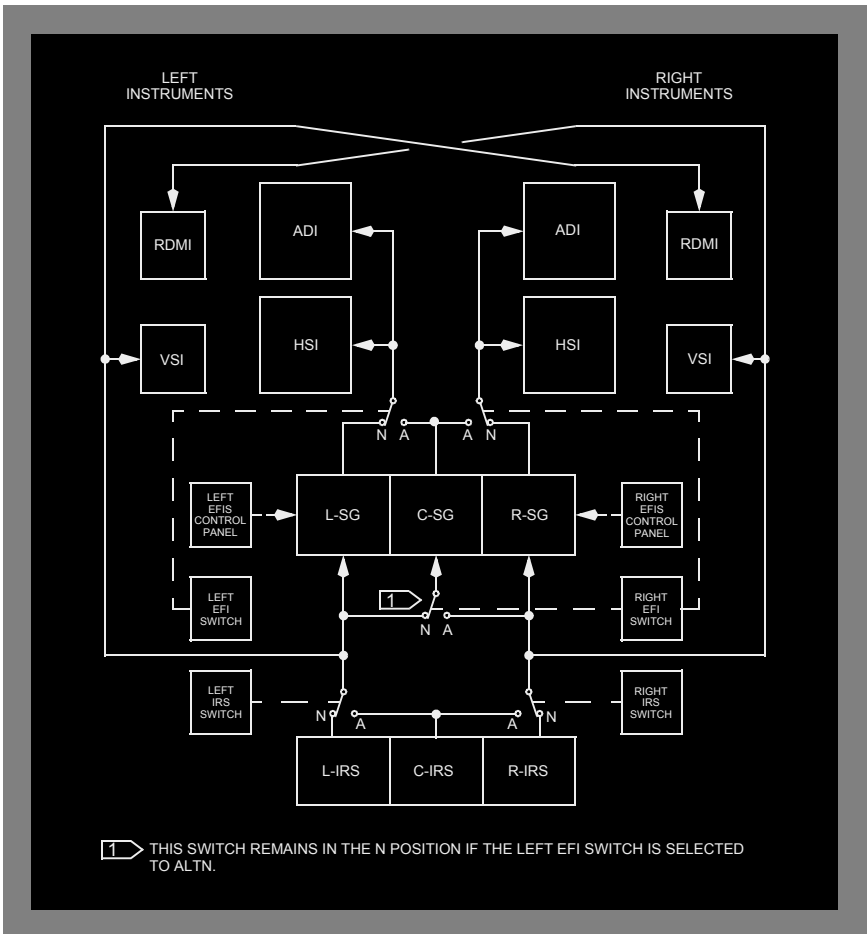 LEFT
INSTRUMENTS
RIGHT
INSTRUMENTS
RDMI
ADI
ADI
RDMI
VSI
HSI
HSI
VSI
N
A
A
N
LEFT
EFIS
CONTROL
PANEL
L-SG
C-SG
R-SG
RIGHT
EFIS
CONTROL
PANEL
LEFT
EFI
SWITCH
1
N
A
RIGHT
EFI
SWITCH
LEFT
IRS
SWITCH
N
A
A
N
RIGHT
IRS
SWITCH
L-IRS
C-IRS
R-IRS
1
THIS SWITCH REMAINS IN THE N POSITION IF THE LEFT EFI SWITCH IS SELECTED
TO ALTN.